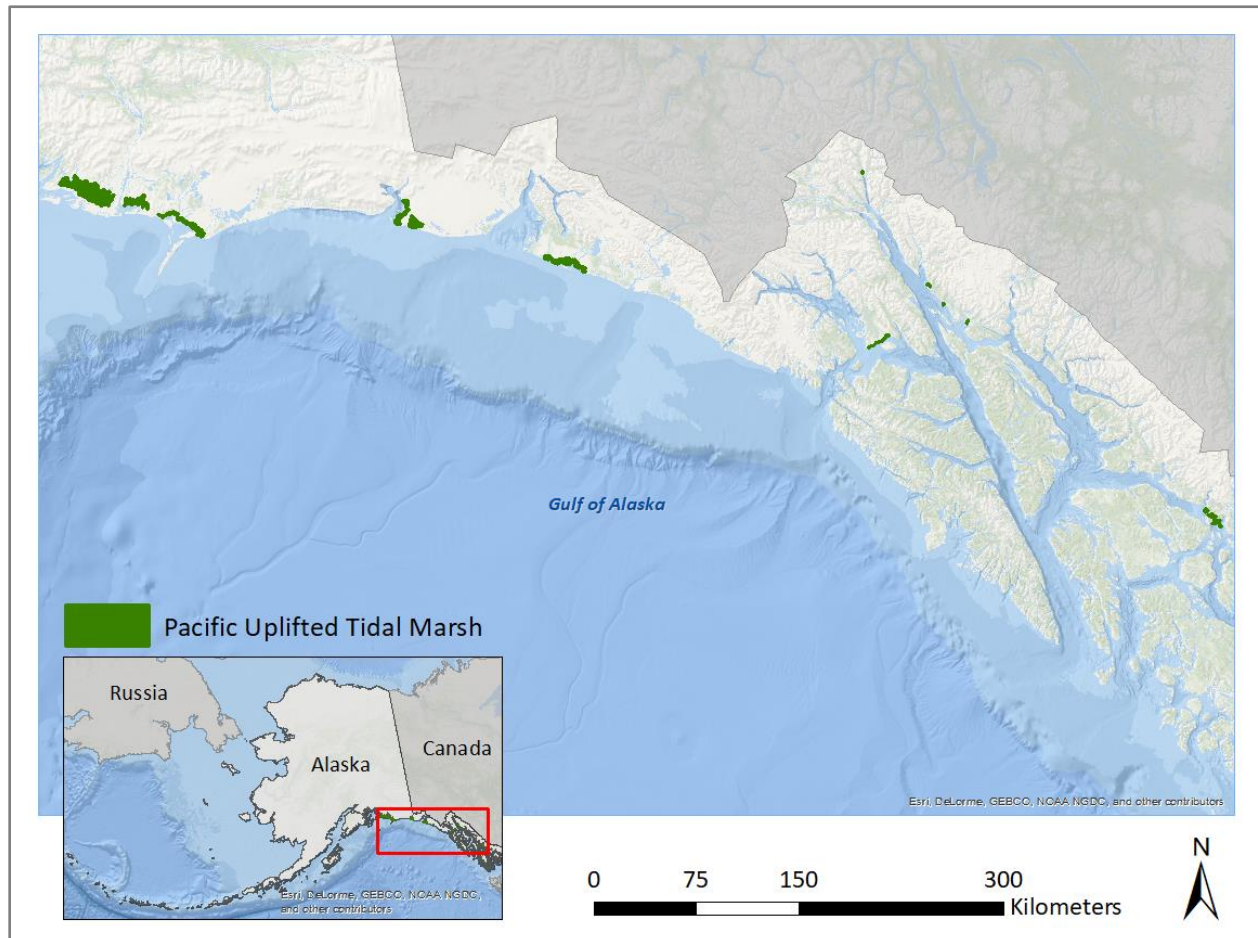 Gulf of Alaska
Pacific Uplifted Tidal Marsh
Russia
Alaska
Canada
Esri, DeLorme, GEBCO, NOAA NGDC,
and other contributors
Esri, DeLorme, GEBCO, NOAA NGDC, and other contributors
0 75 150 300
Kilometers
N